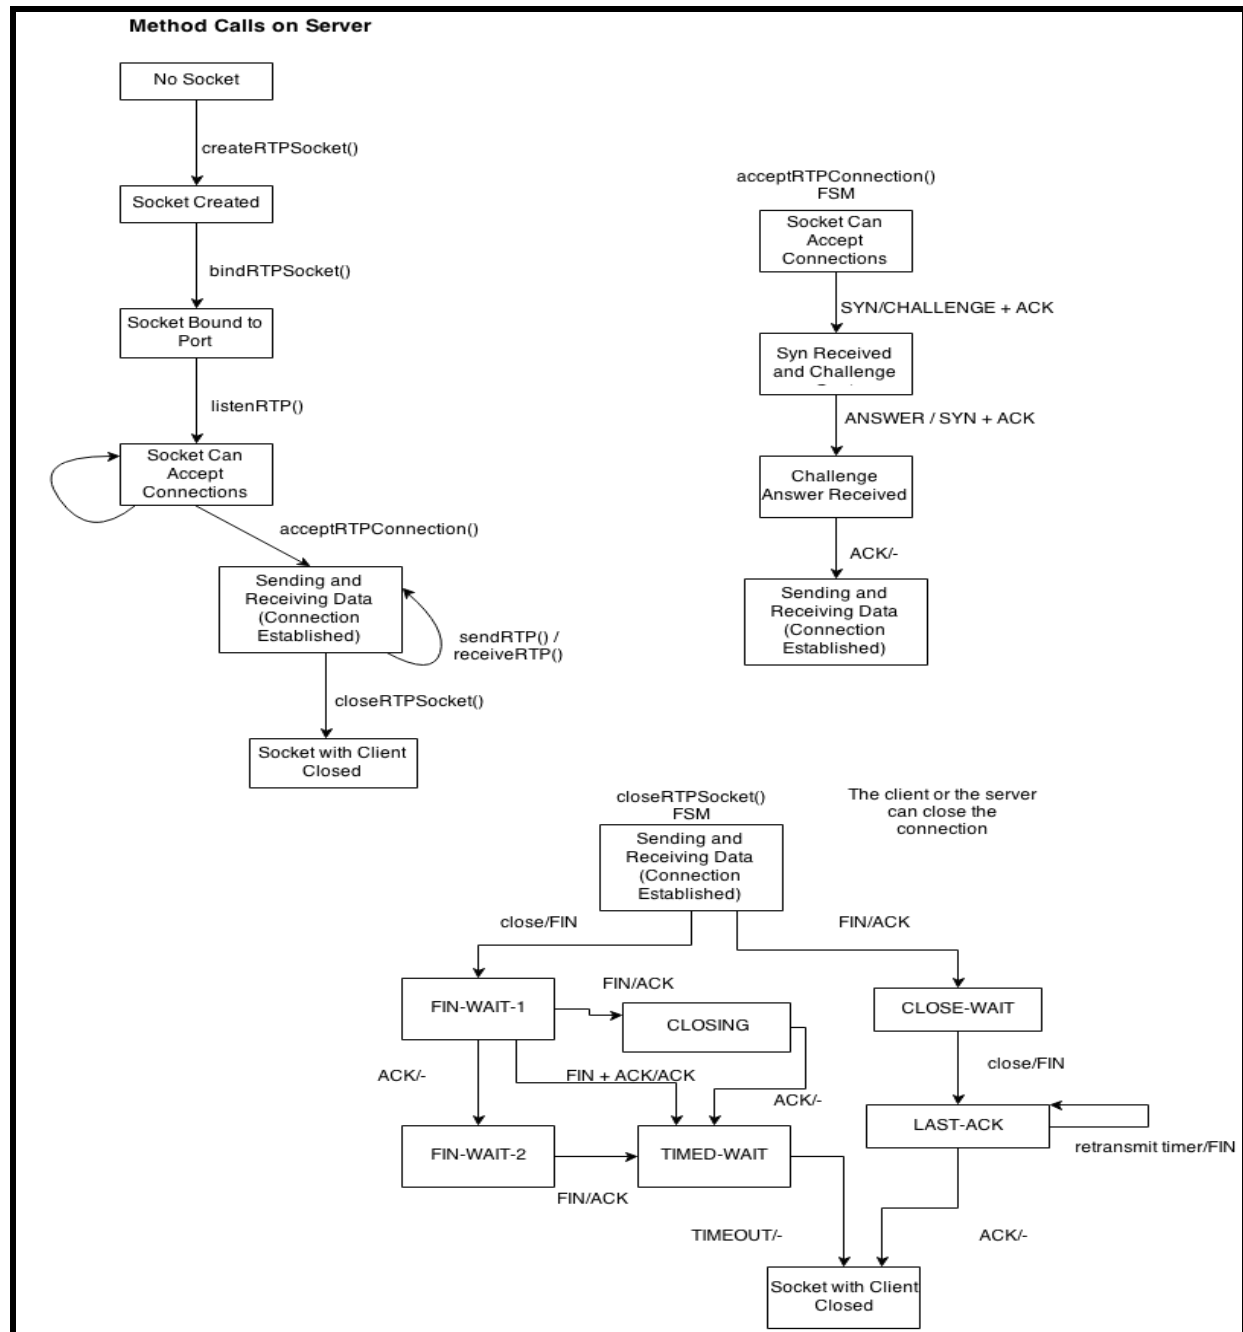 Method Calls on Server
No Socket
createRTPSocket()
Socket Created
bindRTPSocket()
Socket Bound to
Port
listenRTP()
Socket Can
Accept
Connections
acceptRTPConnection()
Sending and
Receiving Data
(Connection
Established)
sendRTP() /
receiveRTP()
closeRTPSocket()
Socket with Client
Closed
acceptRTPConnection()
FSM
Socket Can
Accept
Connections
SYN/CHALLENGE + ACK
Syn Received
and Challenge
ANSWER / SYN + ACK
Challenge
Answer Received
ACK/-
Sending and
Receiving Data
(Connection
Established)
closeRTPSocket()
FSM
The client or the server
can close the
connection
Sending and
Receiving Data
(Connection
Established)
close/FIN
FIN/ACK
FIN-WAIT-1
FIN/ACK
CLOSING
CLOSE-WAIT
ACK/-
FIN + ACK/ACK
ACK/-
close/FIN
FIN-WAIT-2
FIN/ACK
TIMED-WAIT
LAST-ACK
retransmit timer/FIN
TIMEOUT/-
ACK/-
Socket with Client
Closed